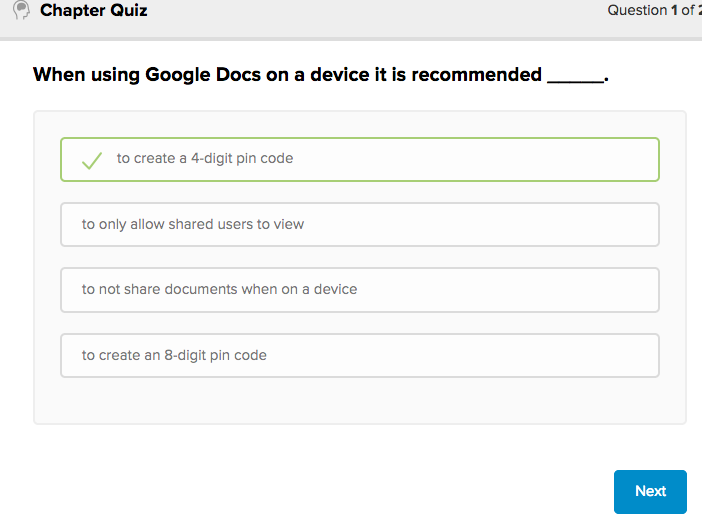 Chapter Quiz
Question 1 of 2
When using Google Docs on a device it is recommended ______.
to create a 4-digit pin code
to only allow shared users to view
to not share documents when on a device
to create an 8-digit pin code
Next